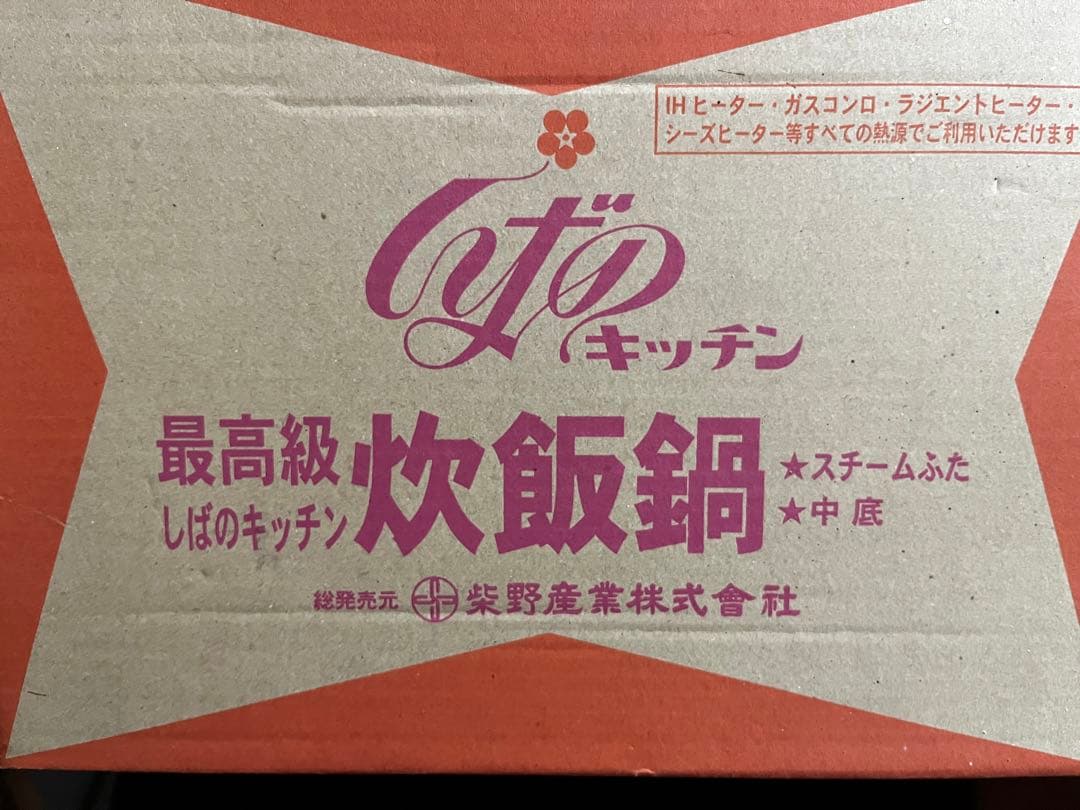 IHヒーター・ガスコンロ・ラジエントヒーター・
シーズヒーター等すべての熱源でご利用いただけます
しばの
キッチン
最高級
しばのキッチン
炊飯鍋
★スチームふた
★中底
総発売元 柴野産業株式會社